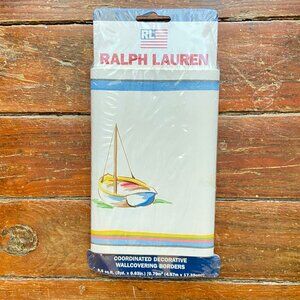 RL
RALPH LAUREN
COORDINATED DECORATIVE
WALLCOVERING BORDERS